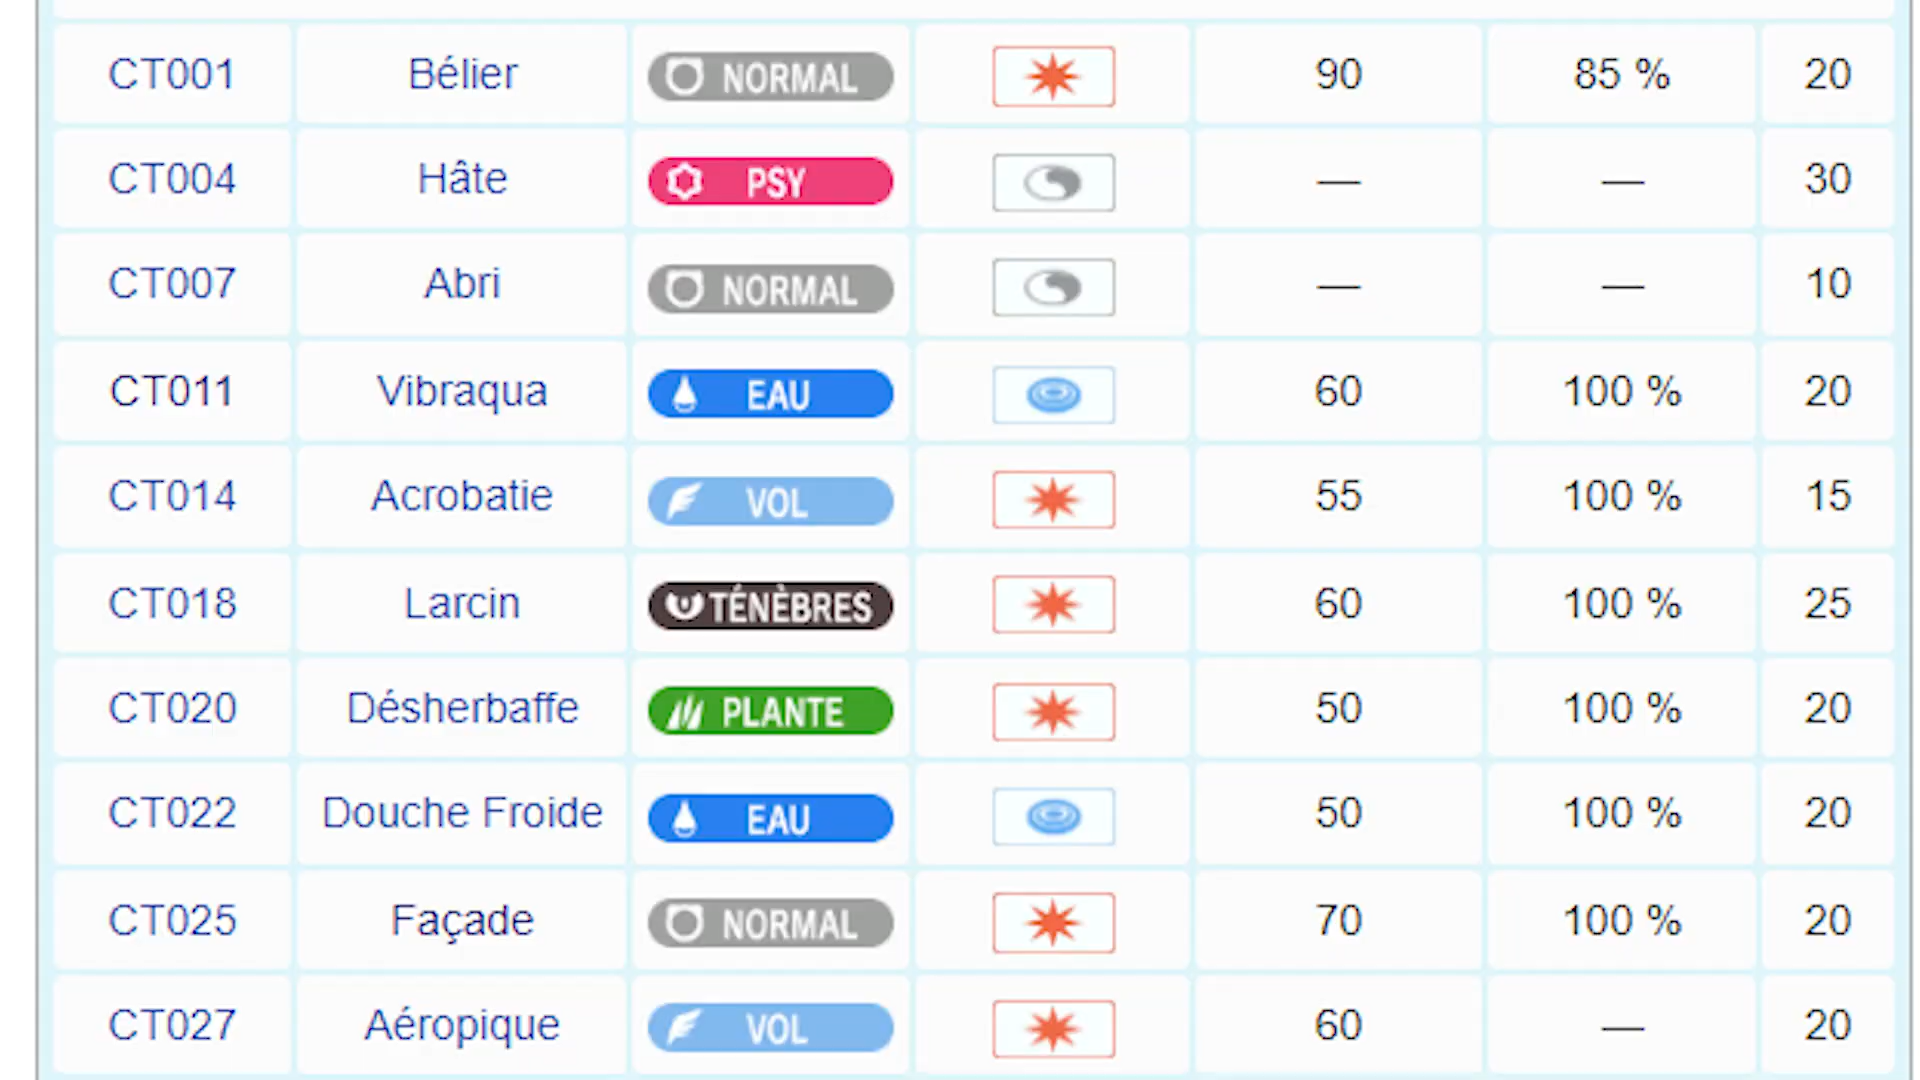 CT001 Bélier NORMAL 90 85 % 20
CT004 Hâte PSY — — 30
CT007 Abri NORMAL — — 10
CT011 Vibraqua EAU 60 100 % 20
CT014 Acrobatie VOL 55 100 % 15
CT018 Larcin TÉNÈBRES 60 100 % 25
CT020 Désherbaffe PLANTE 50 100 % 20
CT022 Douche Froide EAU 50 100 % 20
CT025 Façade NORMAL 70 100 % 20
CT027 Aéropique VOL 60 — 20